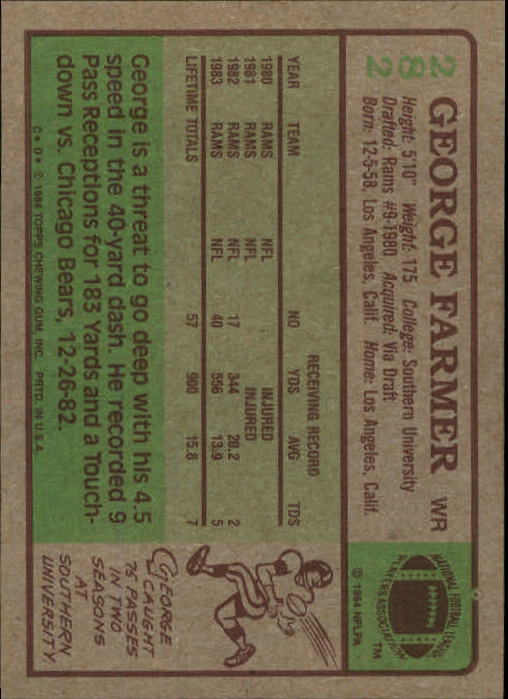 282
GEORGE FARMER WR
Height: 5'10" Weight: 175 College: Southern University
Drafted: Rams #9-1980 Acquired: Via Draft
Born: 12-5-58, Los Angeles, Calif. Home: Los Angeles, Calif.
NATIONAL FOOTBALL LEAGUE
PLAYERS ASSOCIATION
TM
© 1984 NFLPA
RECEIVING RECORD
YEAR TEAM NO YDS AVG TDS
1980 RAMS NFL INJURED
1981 RAMS NFL INJURED
1982 RAMS NFL 17 344 20.2 2
1983 RAMS NFL 40 556 13.9 5
LIFETIME TOTALS 57 900 15.8 7
George is a threat to go deep with his 4.5
speed in the 40-yard dash. He recorded 9
Pass Receptions for 183 Yards and a Touch-
down vs. Chicago Bears, 12-26-82.
C* D* © 1984 TOPPS CHEWING GUM, INC. PRTD. IN U.S.A.
GEORGE
CAUGHT
75 PASSES
IN TWO
SEASONS
AT
SOUTHERN
UNIVERSITY.